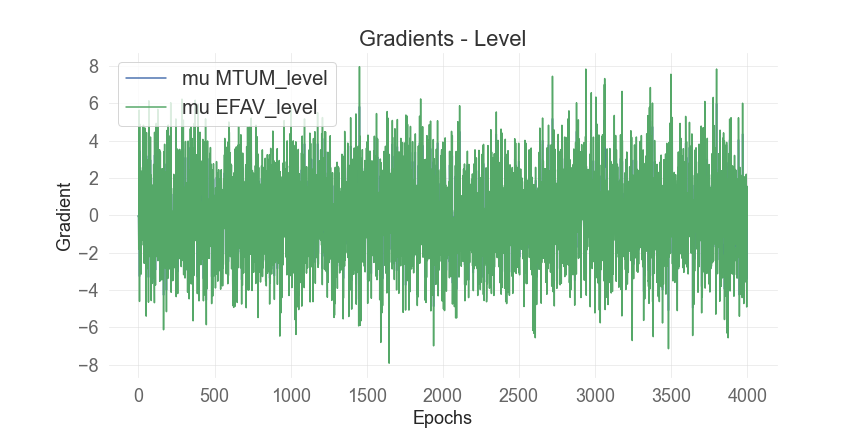 Gradients - Level
mu MTUM_level
mu EFAV_level
8
6
4
2
0
−2
−4
−6
−8
Gradient
0 500 1000 1500 2000 2500 3000 3500 4000
Epochs